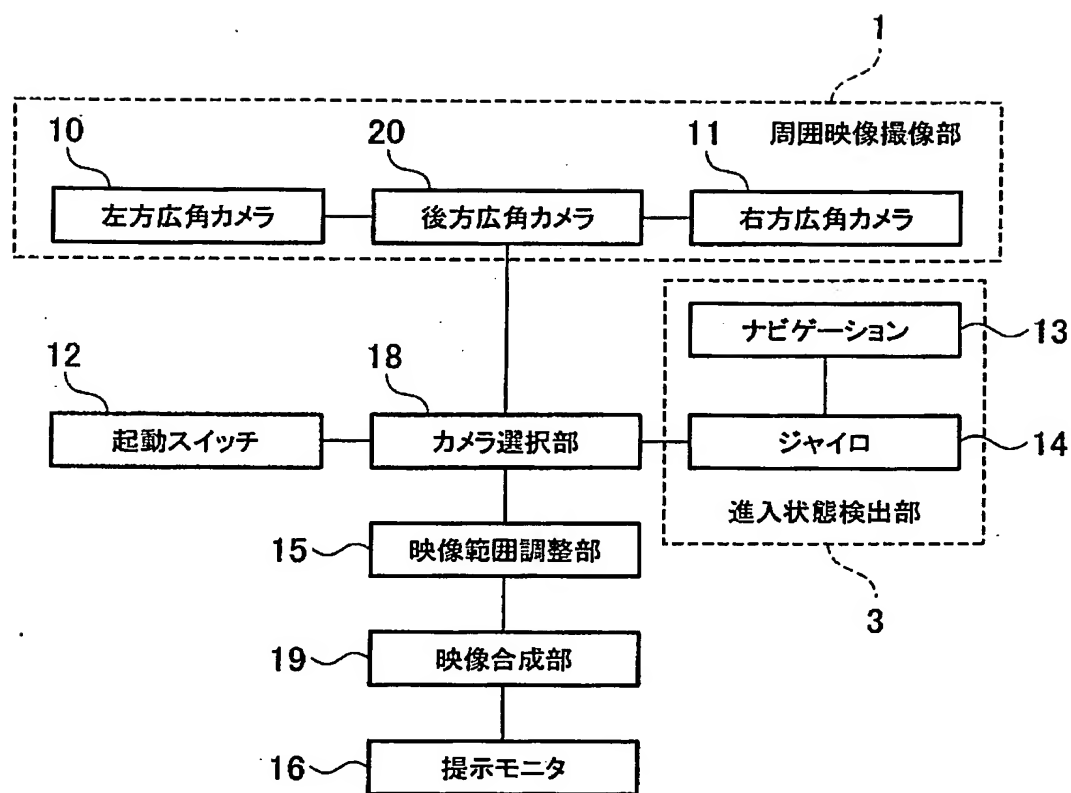 1
周囲映像撮像部
10
20
11
左方広角カメラ
後方広角カメラ
右方広角カメラ
ナビゲーション
13
12
18
起動スイッチ
カメラ選択部
ジャイロ
14
進入状態検出部
15
映像範囲調整部
3
19
映像合成部
16
提示モニタ